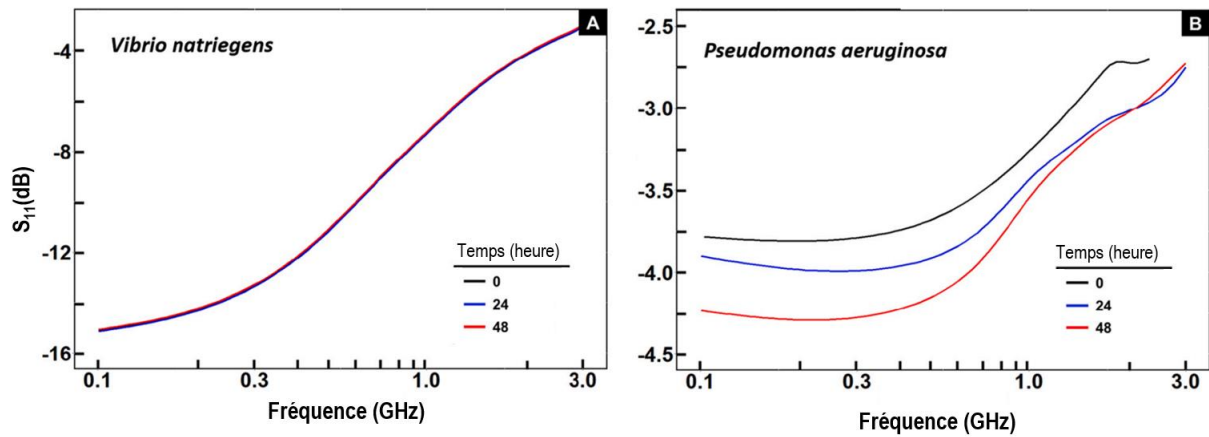 A
Vibrio natriegens
-4
-8
-12
-16
S11(dB)
Temps (heure)
0
24
48
0.1
0.3
1.0
3.0
Fréquence (GHz)
B
Pseudomonas aeruginosa
-2.5
-3.0
-3.5
-4.0
-4.5
Temps (heure)
0
24
48
0.1
0.3
1.0
3.0
Fréquence (GHz)